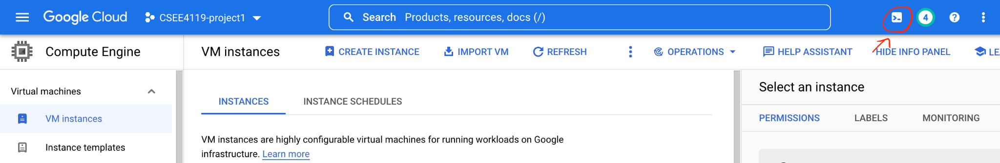 Google Cloud CSEE4119-project1 Search Products, resources, docs (/) 4
Compute Engine VM instances CREATE INSTANCE IMPORT VM REFRESH OPERATIONS HELP ASSISTANT HIDE INFO PANEL
Virtual machines
VM instances
Instance templates
INSTANCES INSTANCE SCHEDULES
VM instances are highly configurable virtual machines for running workloads on Google
infrastructure. Learn more
Select an instance
PERMISSIONS LABELS MONITORING